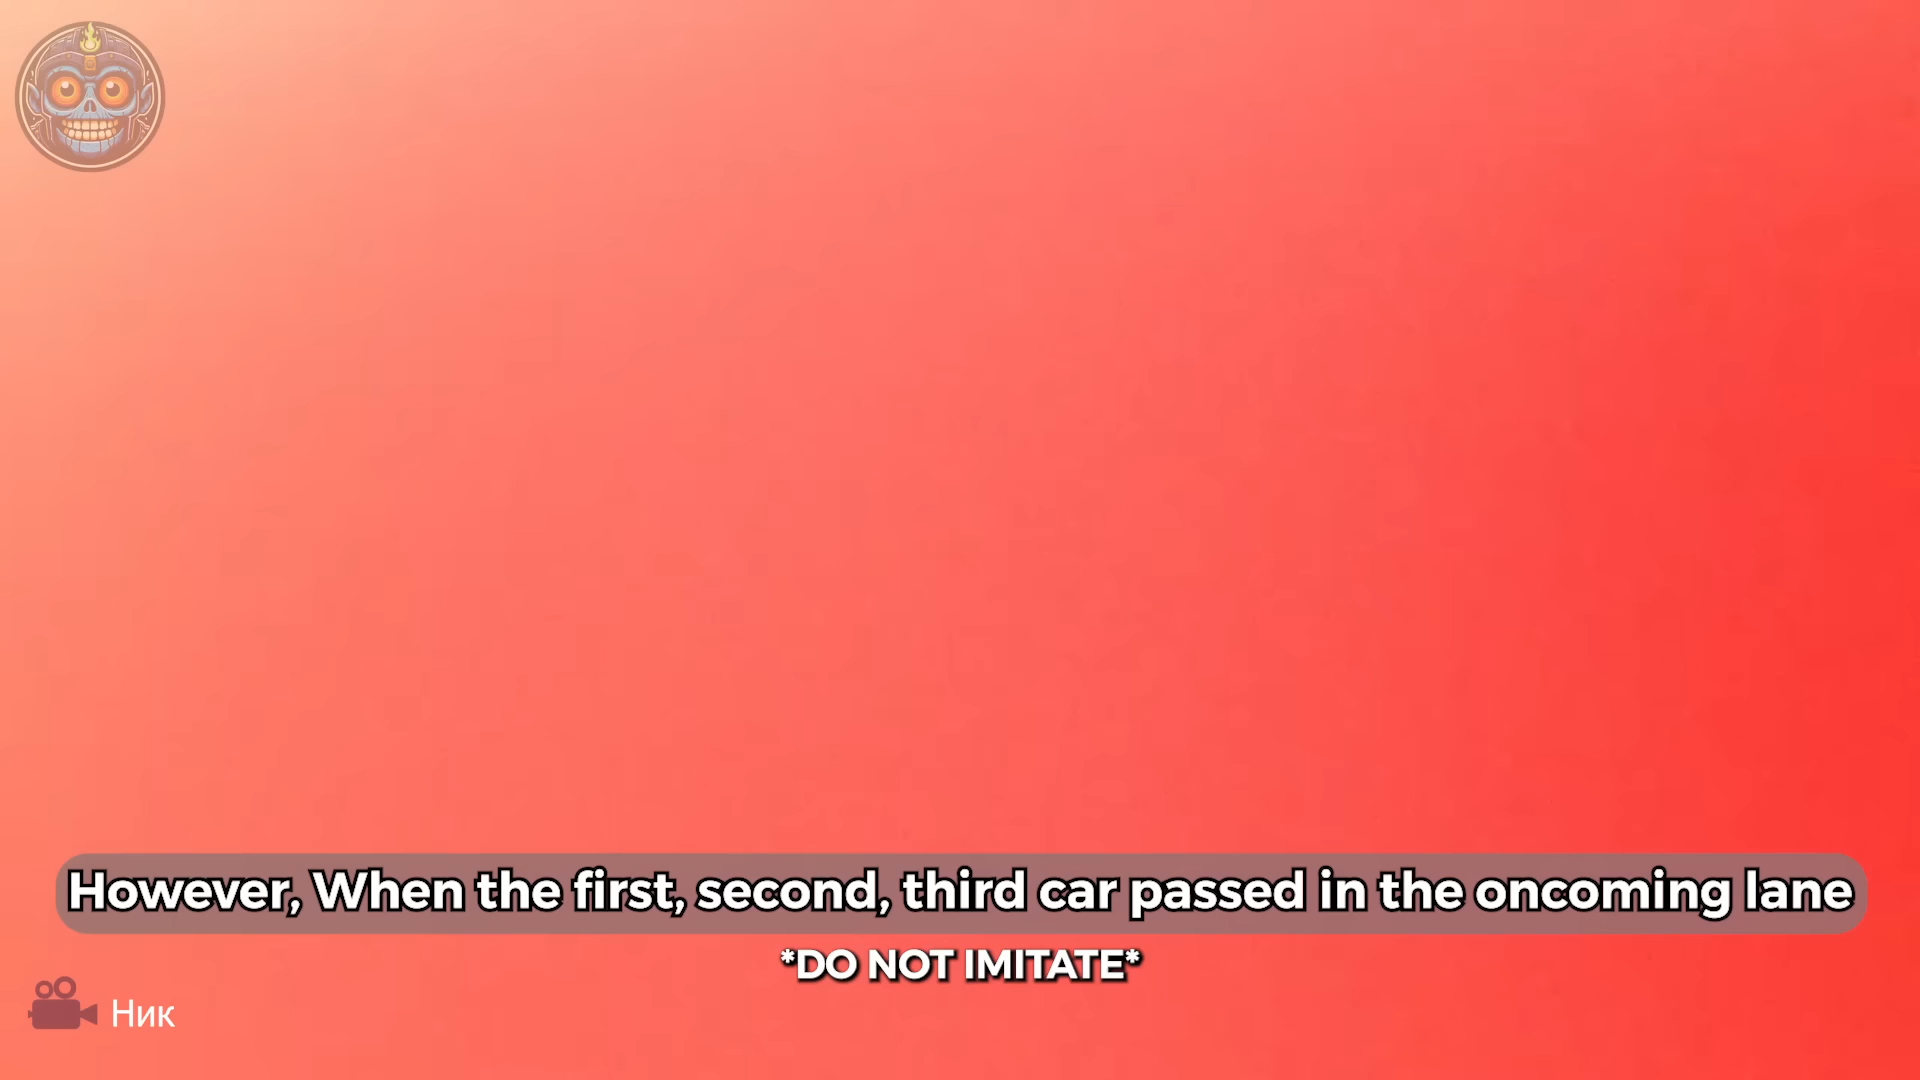 However, When the first, second, third car passed in the oncoming lane
*DO NOT IMITATE*
Ник